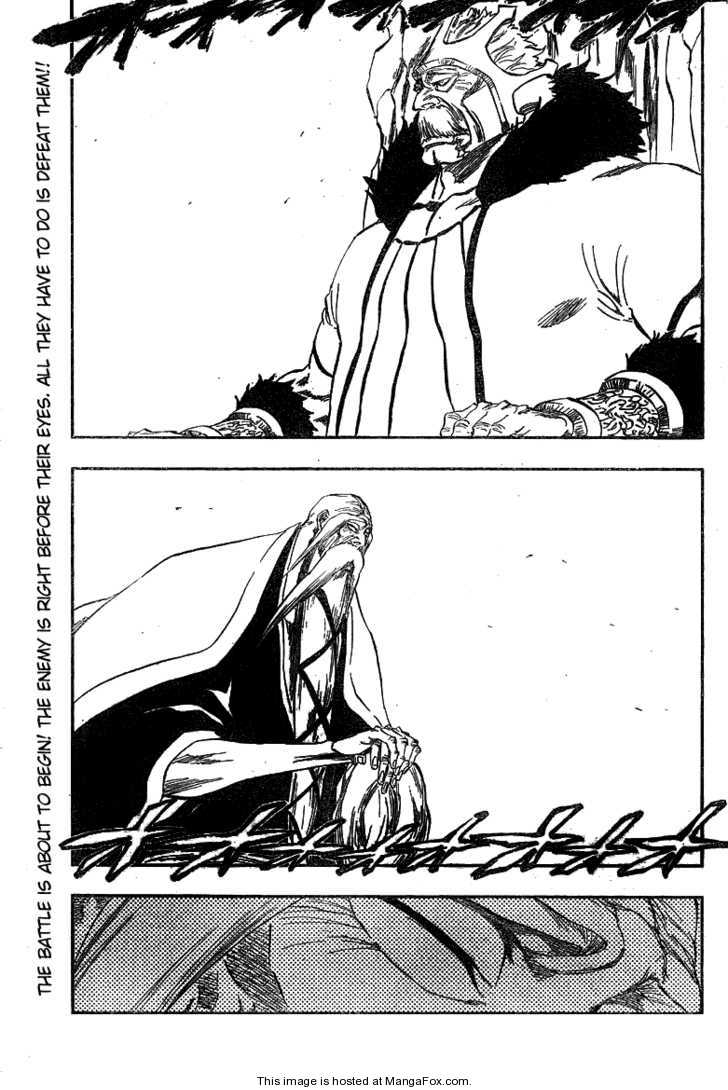 THE BATTLE IS ABOUT TO BEGIN! THE ENEMY IS RIGHT BEFORE THEIR EYES. ALL THEY HAVE TO DO IS DEFEAT THEM!!
This image is hosted at MangaFox.com.